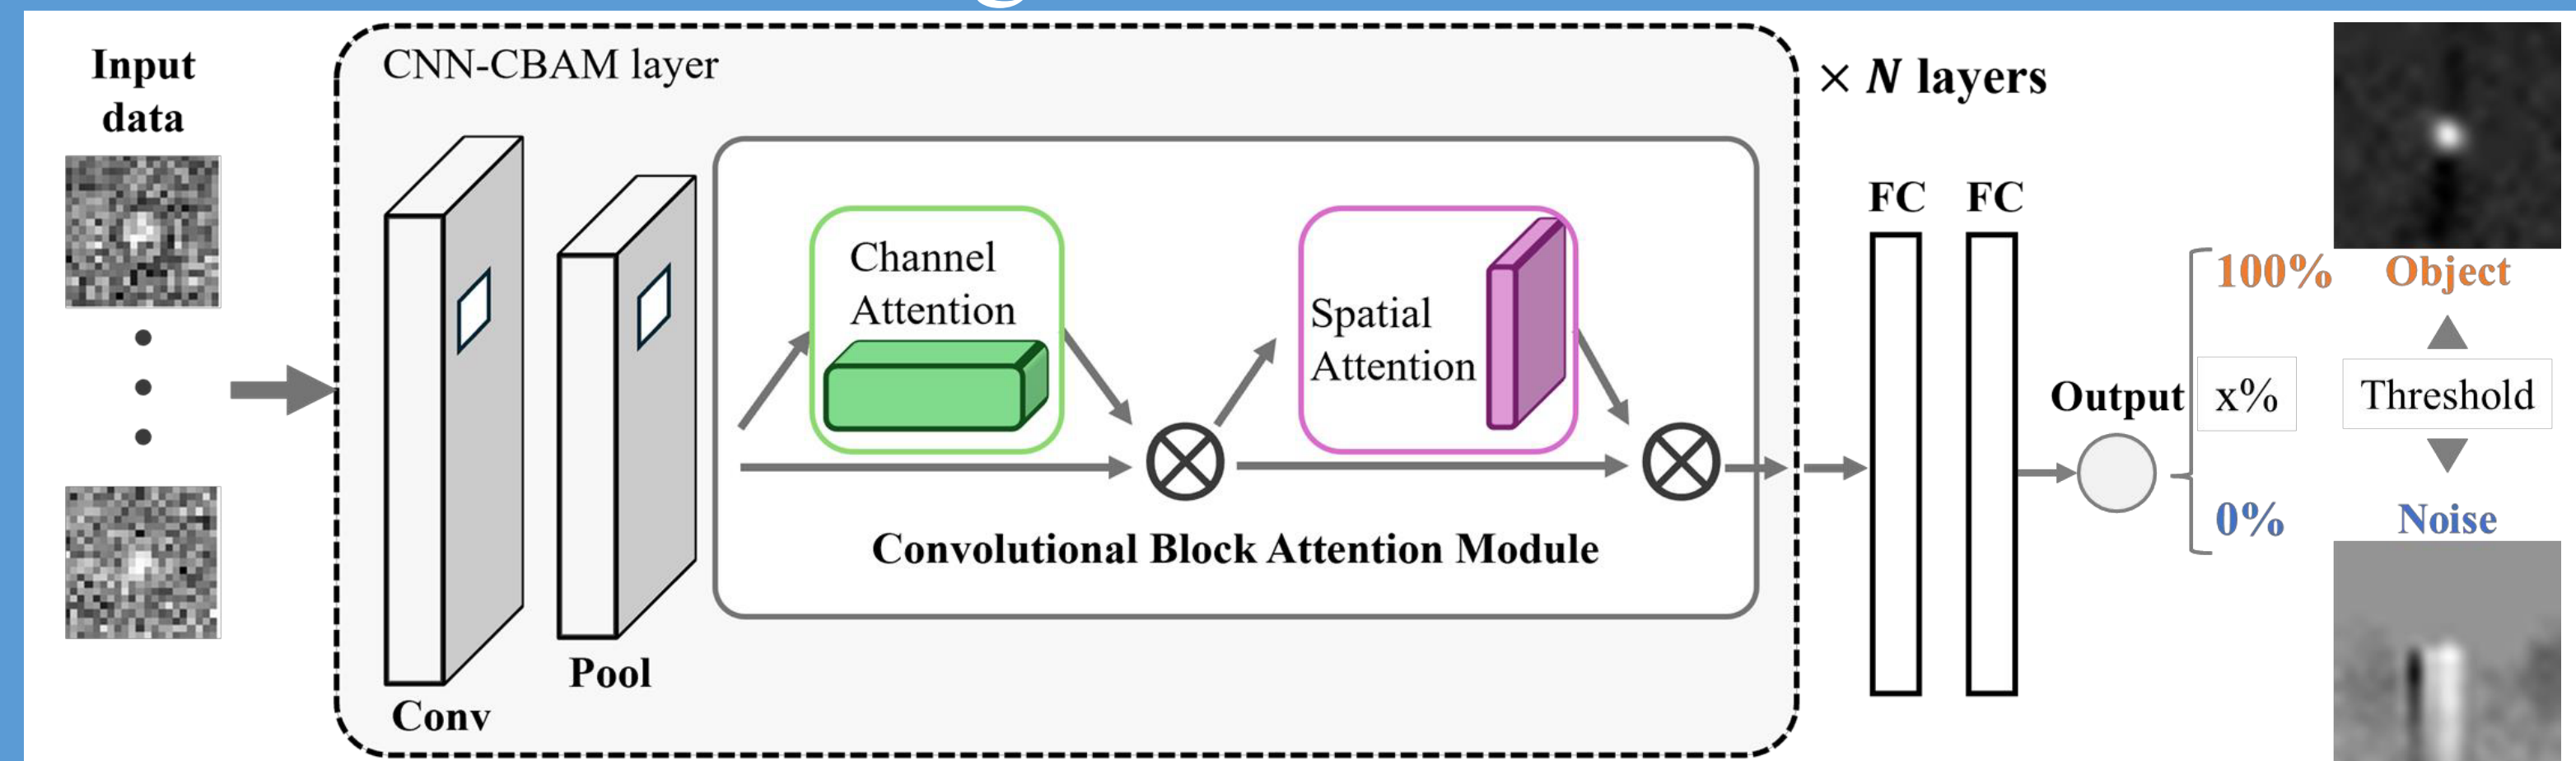 Input
data
CNN-CBAM layer
× N layers
Channel
Attention
Spatial
Attention
Convolutional Block Attention Module
Conv
Pool
FC FC
Output
100% Object
x% Threshold
0% Noise